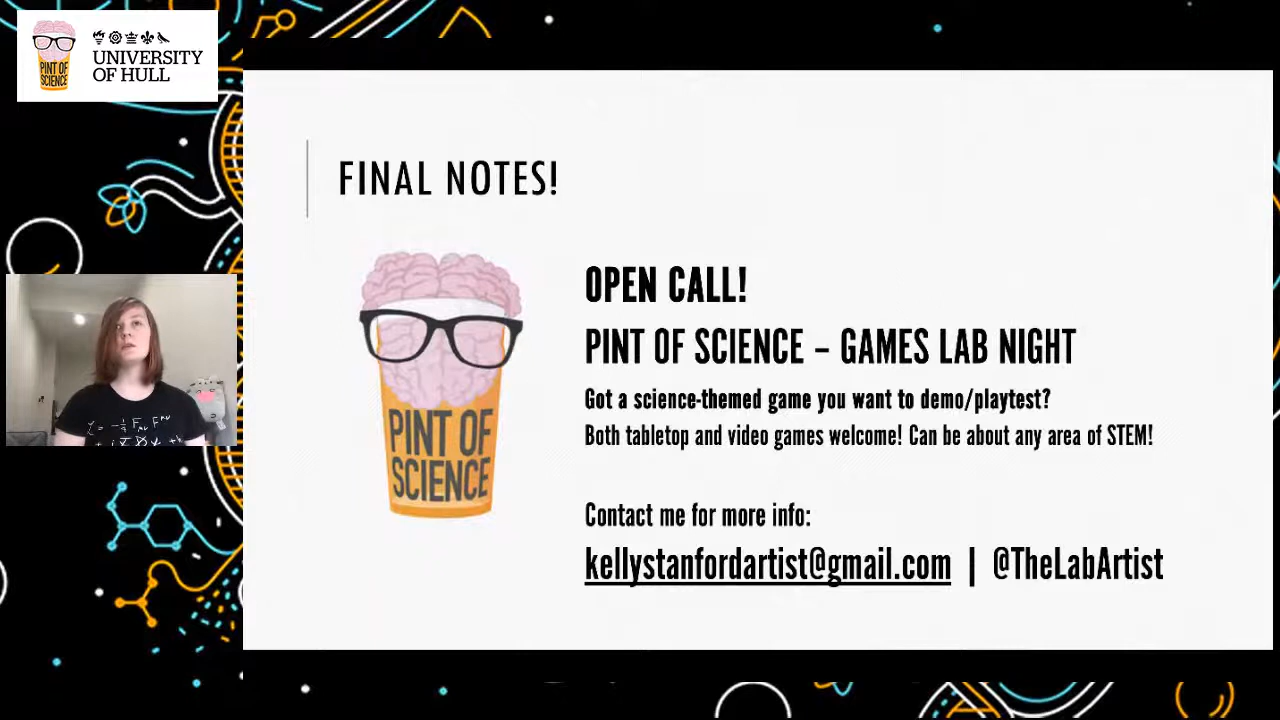 PINT OF
SCIENCE
UNIVERSITY
OF HULL
FINAL NOTES!
PINT OF
SCIENCE
OPEN CALL!
PINT OF SCIENCE – GAMES LAB NIGHT
Got a science-themed game you want to demo/playtest?
Both tabletop and video games welcome! Can be about any area of STEM!
Contact me for more info:
kellystanfordartist@gmail.com | @TheLabArtist